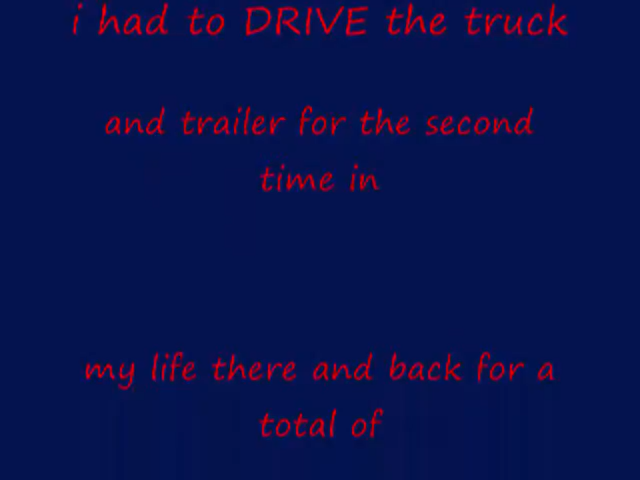 i had to DRIVE the truck
and trailer for the second
time in
my life there and back for a
total of